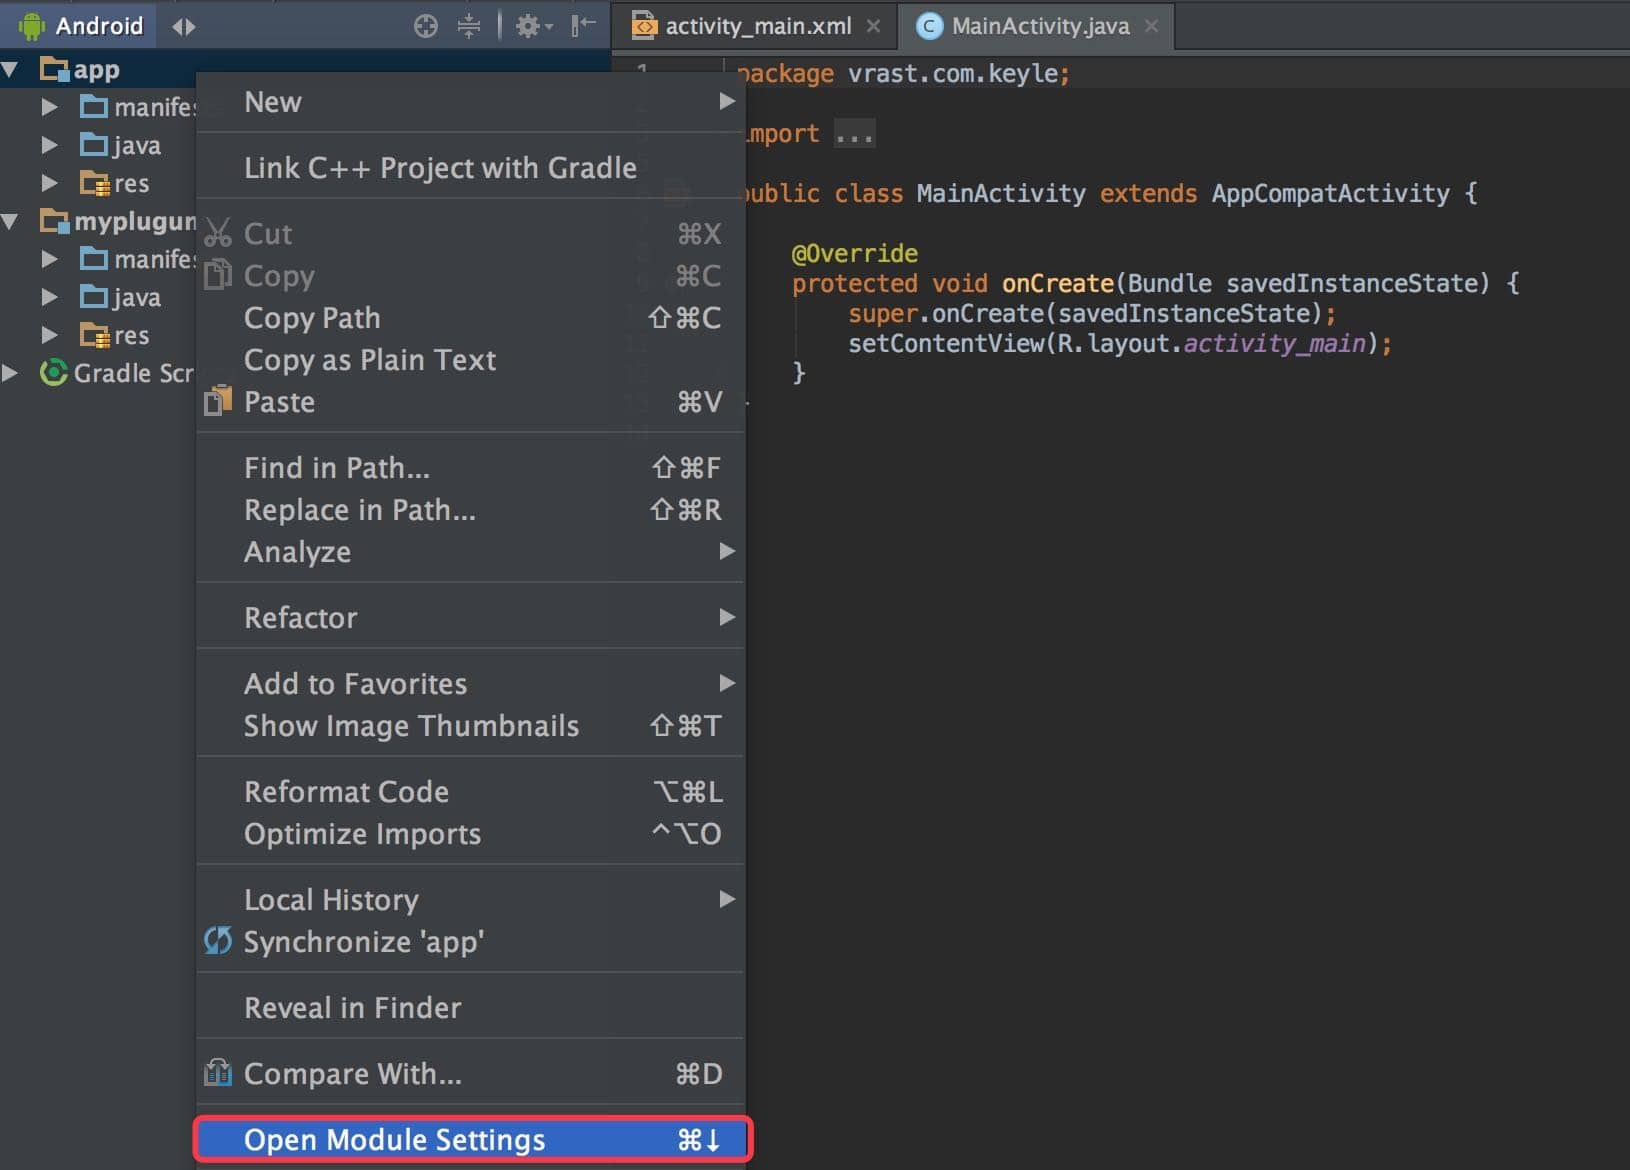 Android
activity_main.xml
MainActivity.java
app
manifes
java
res
myplugun
manifes
java
res
Gradle Scr
New
Link C++ Project with Gradle
Cut ⌘X
Copy ⌘C
Copy Path ⇧⌘C
Copy as Plain Text
Paste ⌘V
Find in Path... ⇧⌘F
Replace in Path... ⇧⌘R
Analyze
Refactor
Add to Favorites
Show Image Thumbnails ⇧⌘T
Reformat Code ⌥⌘L
Optimize Imports ^⌥O
Local History
Synchronize 'app'
Reveal in Finder
Compare With... ⌘D
Open Module Settings ⌘↓
1
package vrast.com.keyle;
import ...
public class MainActivity extends AppCompatActivity {
@Override
protected void onCreate(Bundle savedInstanceState) {
super.onCreate(savedInstanceState);
setContentView(R.layout.activity_main);
}